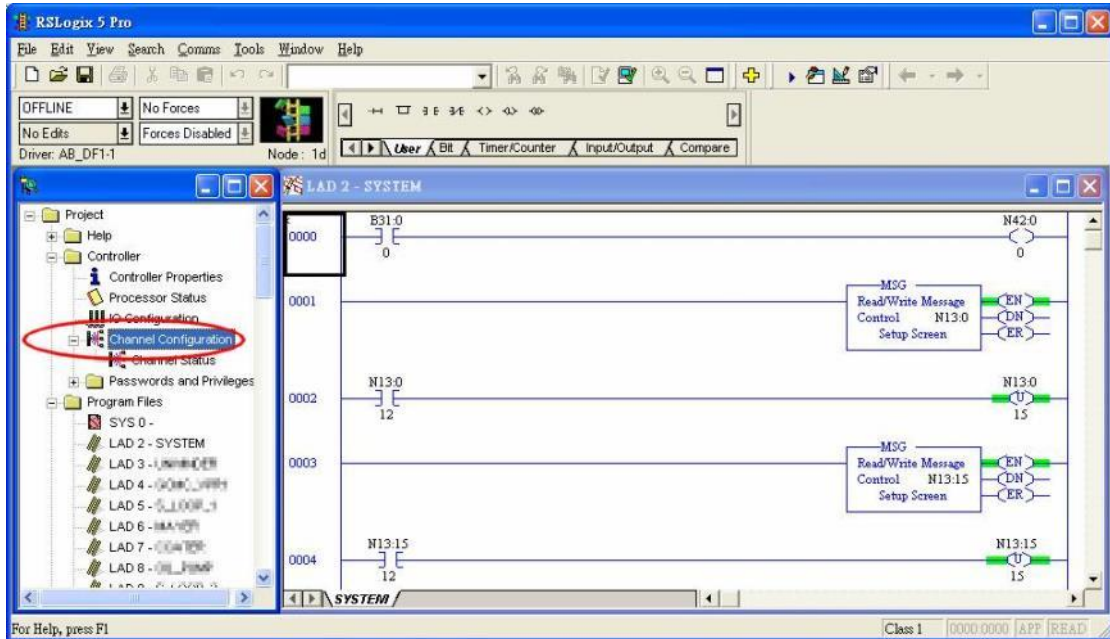 RSLogix 5 Pro
File Edit View Search Comms Tools Window Help
OFFLINE No Forces
No Edits Forces Disabled
Driver: AB_DF1-1 Node : 1d
User Bit Timer/Counter Input/Output Compare
Project
Help
Controller
Controller Properties
Processor Status
IO Configuration
Channel Configuration
Channel Status
Passwords and Privileges
Program Files
SYS 0 -
LAD 2 - SYSTEM
LAD 3 -
LAD 4 -
LAD 5 -
LAD 6 -
LAD 7 -
LAD 8 -
LAD 2 - SYSTEM
0000
B31:0
0
N42:0
0
0001
MSG
Read/Write Message
Control N13:0
Setup Screen
EN
DN
ER
0002
N13:0
12
N13:0
U
15
0003
MSG
Read/Write Message
Control N13:15
Setup Screen
EN
DN
ER
0004
N13:15
12
N13:15
U
15
SYSTEM
For Help, press F1
Class 1 0000:0000 APP READ